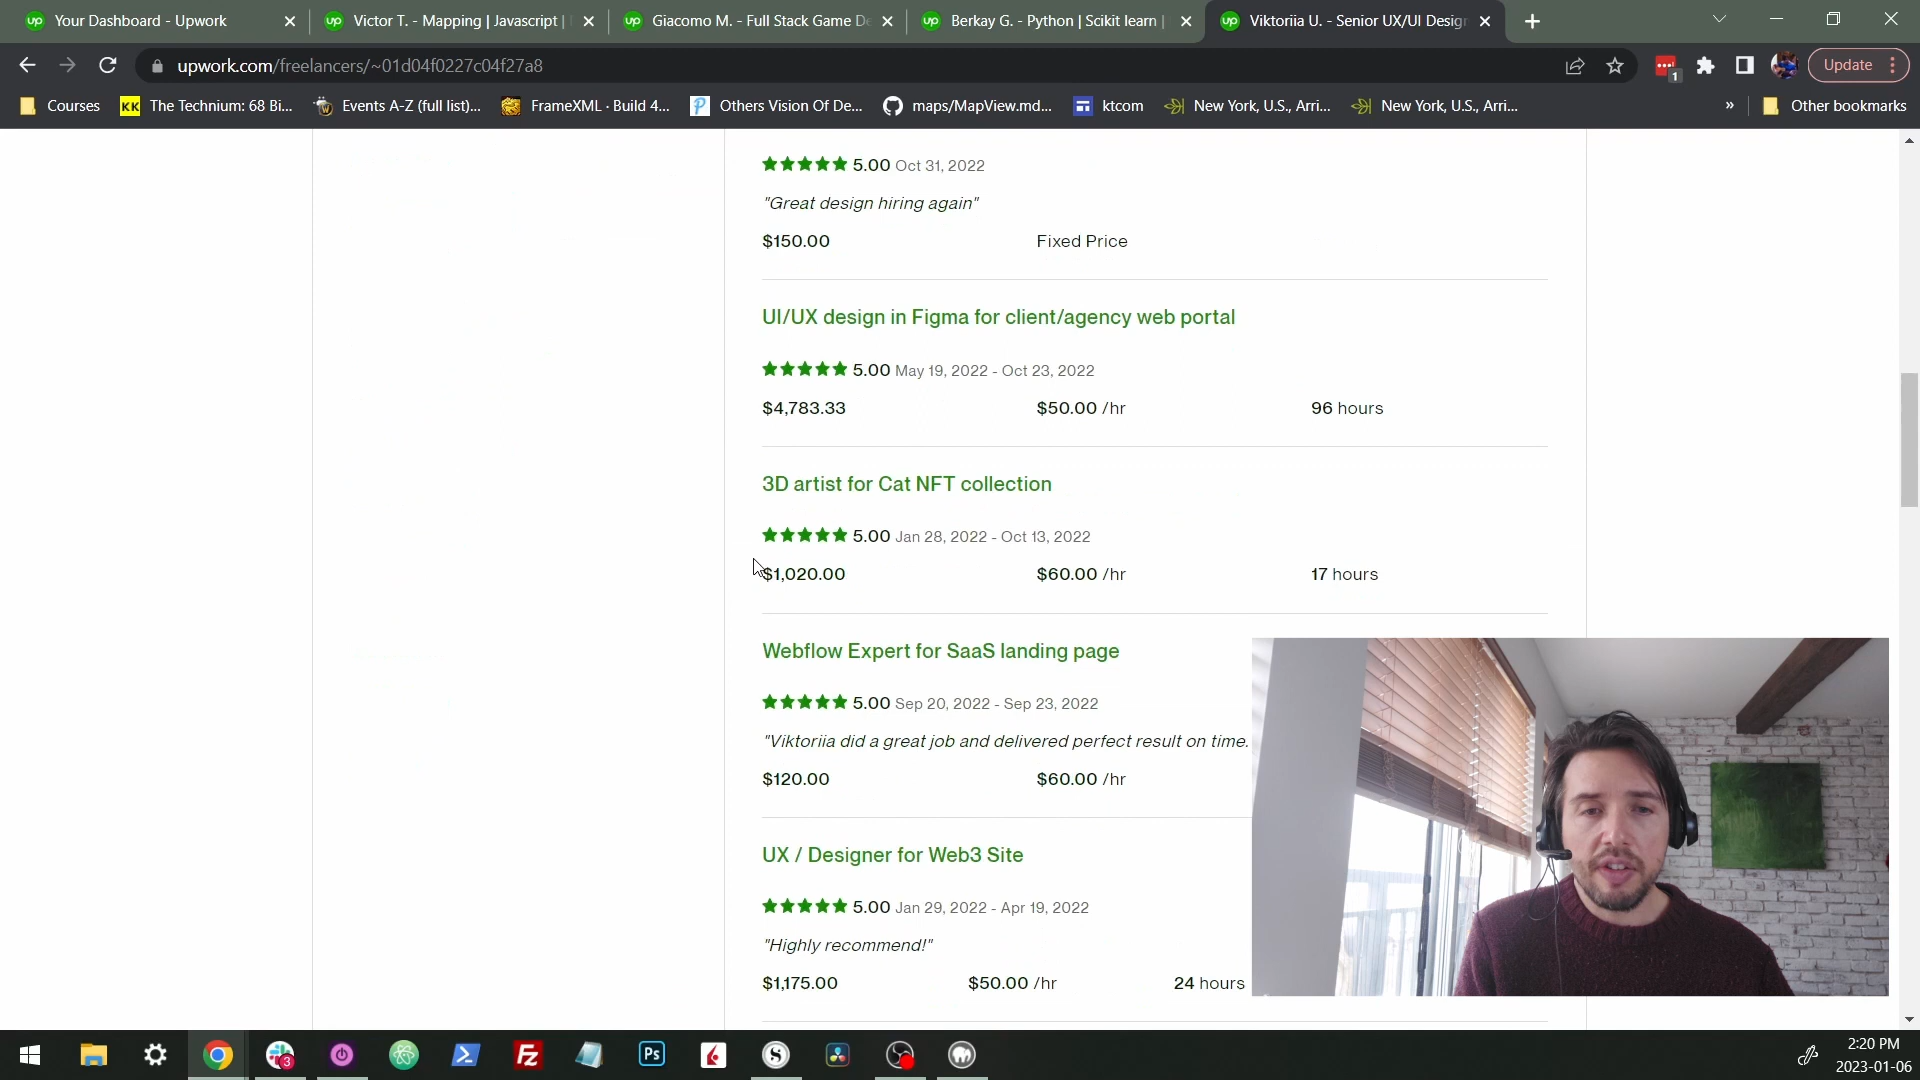 Your Dashboard - Upwork
Victor T. - Mapping | Javascript |
Giacomo M. - Full Stack Game De
Berkay G. - Python | Scikit learn |
Viktoriia U. - Senior UX/UI Desig
upwork.com/freelancers/~01d04f0227c04f27a8
1
Update
Courses
KK
The Technium: 68 Bi...
Events A-Z (full list)...
FrameXML · Build 4...
Others Vision Of De...
maps/MapView.md...
ktcom
New York, U.S., Arri...
New York, U.S., Arri...
»
Other bookmarks
5.00 Oct 31, 2022
"Great design hiring again"
$150.00 Fixed Price
UI/UX design in Figma for client/agency web portal
5.00 May 19, 2022 - Oct 23, 2022
$4,783.33 $50.00 /hr 96 hours
3D artist for Cat NFT collection
5.00 Jan 28, 2022 - Oct 13, 2022
$1,020.00 $60.00 /hr 17 hours
Webflow Expert for SaaS landing page
5.00 Sep 20, 2022 - Sep 23, 2022
"Viktoriia did a great job and delivered perfect result on time.
$120.00 $60.00 /hr
UX / Designer for Web3 Site
5.00 Jan 29, 2022 - Apr 19, 2022
"Highly recommend!"
$1,175.00 $50.00 /hr 24 hours
3
Fz
Ps
2:20 PM
2023-01-06